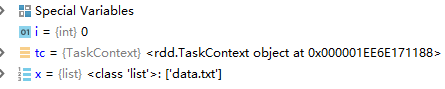 Special Variables
01 i = {int} 0
tc = {TaskContext} <rdd.TaskContext object at 0x000001EE6E171188>
x = {list} <class 'list'>: ['data.txt']